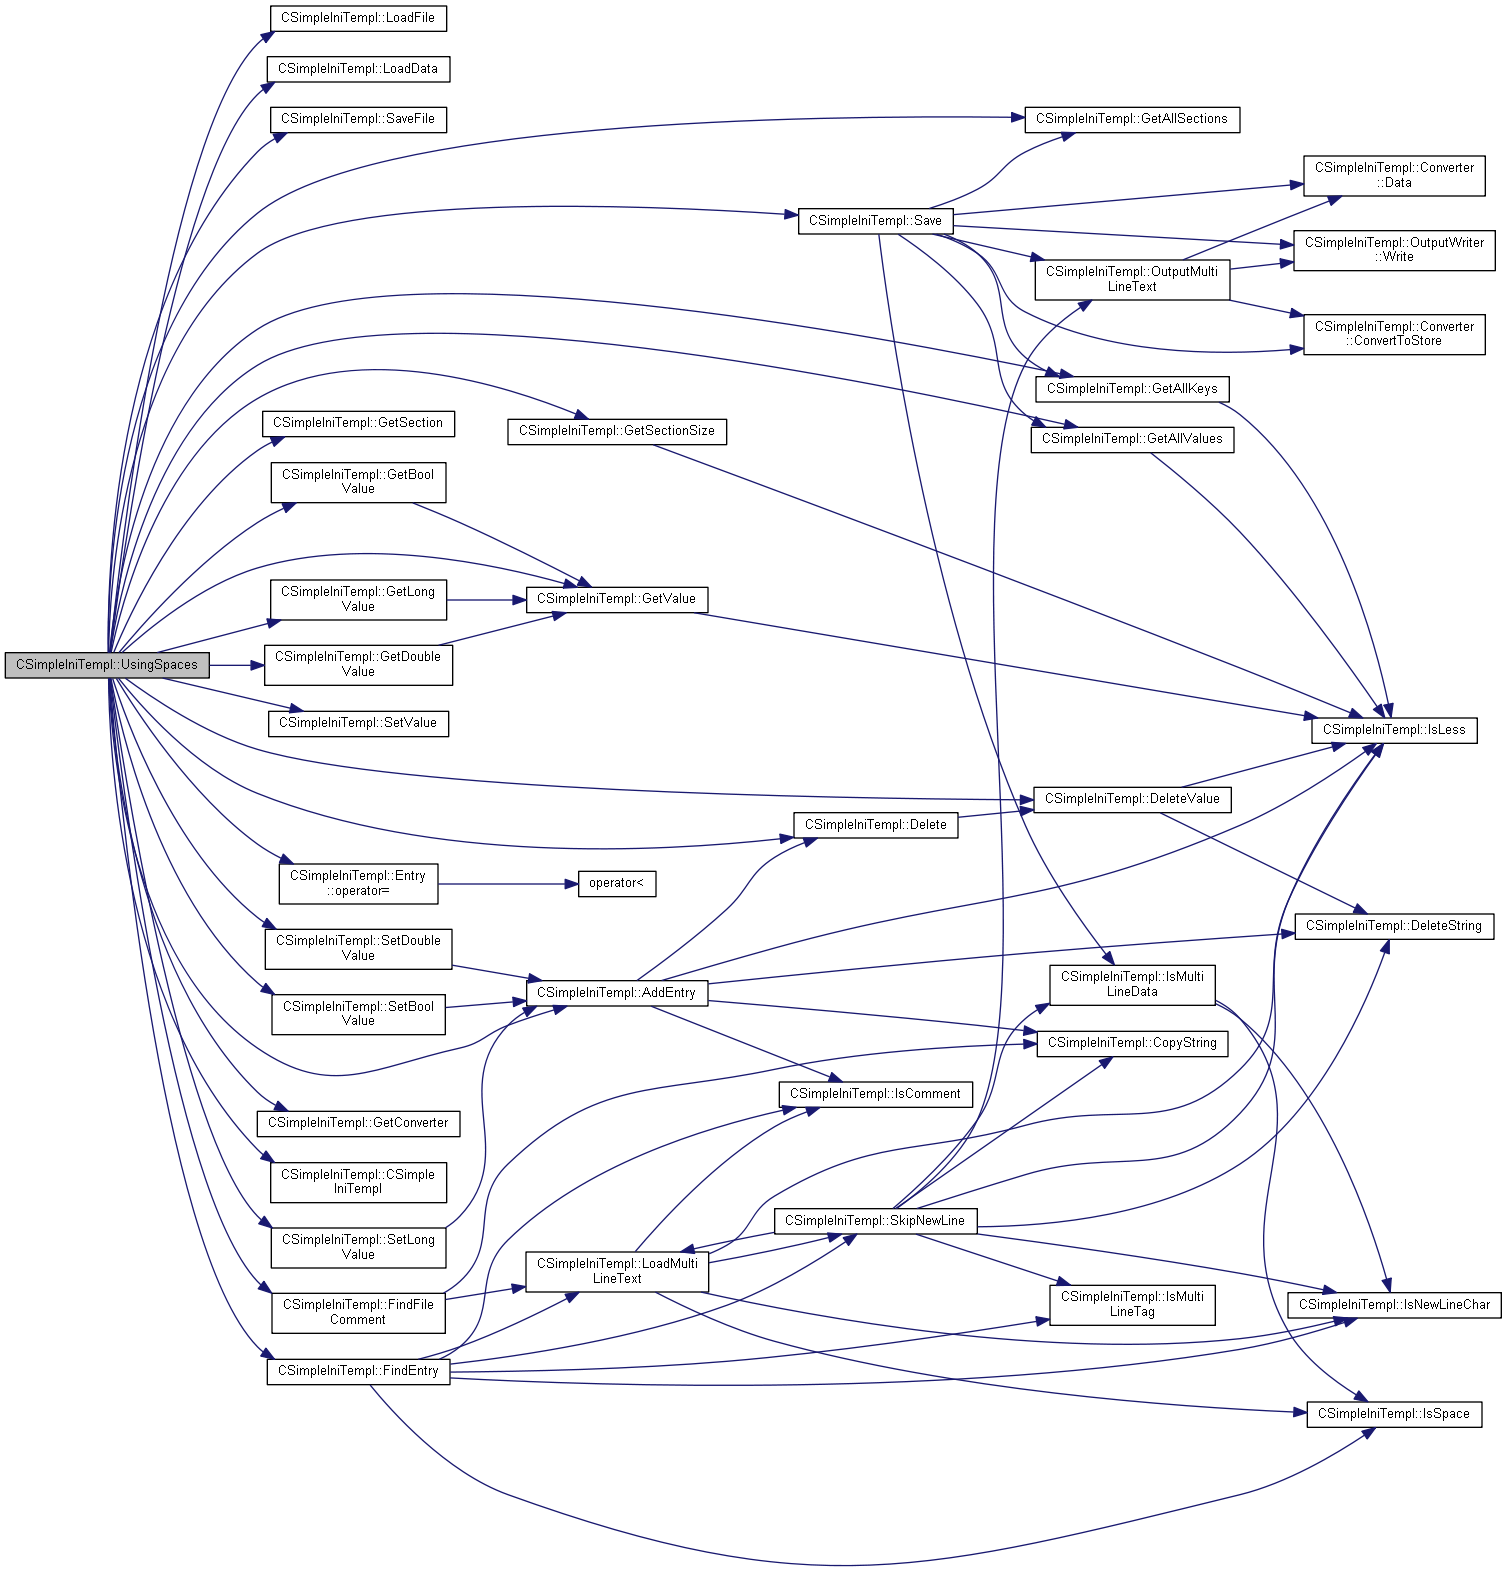 CSimpleIniTempl::LoadFile
CSimpleIniTempl::LoadData
CSimpleIniTempl::SaveFile
CSimpleIniTempl::GetAllSections
CSimpleIniTempl::Converter
::Data
CSimpleIniTempl::Save
CSimpleIniTempl::OutputWriter
::Write
CSimpleIniTempl::OutputMulti
LineText
CSimpleIniTempl::Converter
::ConvertToStore
CSimpleIniTempl::GetAllKeys
CSimpleIniTempl::GetSection
CSimpleIniTempl::GetSectionSize
CSimpleIniTempl::GetAllValues
CSimpleIniTempl::GetBool
Value
CSimpleIniTempl::GetLong
Value
CSimpleIniTempl::GetValue
CSimpleIniTempl::UsingSpaces
CSimpleIniTempl::GetDouble
Value
CSimpleIniTempl::SetValue
CSimpleIniTempl::IsLess
CSimpleIniTempl::DeleteValue
CSimpleIniTempl::Delete
CSimpleIniTempl::Entry
::operator=
operator<
CSimpleIniTempl::DeleteString
CSimpleIniTempl::SetDouble
Value
CSimpleIniTempl::IsMulti
LineData
CSimpleIniTempl::AddEntry
CSimpleIniTempl::SetBool
Value
CSimpleIniTempl::CopyString
CSimpleIniTempl::IsComment
CSimpleIniTempl::GetConverter
CSimpleIniTempl::CSimple
IniTempl
CSimpleIniTempl::SkipNewLine
CSimpleIniTempl::SetLong
Value
CSimpleIniTempl::LoadMulti
LineText
CSimpleIniTempl::IsMulti
LineTag
CSimpleIniTempl::IsNewLineChar
CSimpleIniTempl::FindFile
Comment
CSimpleIniTempl::FindEntry
CSimpleIniTempl::IsSpace